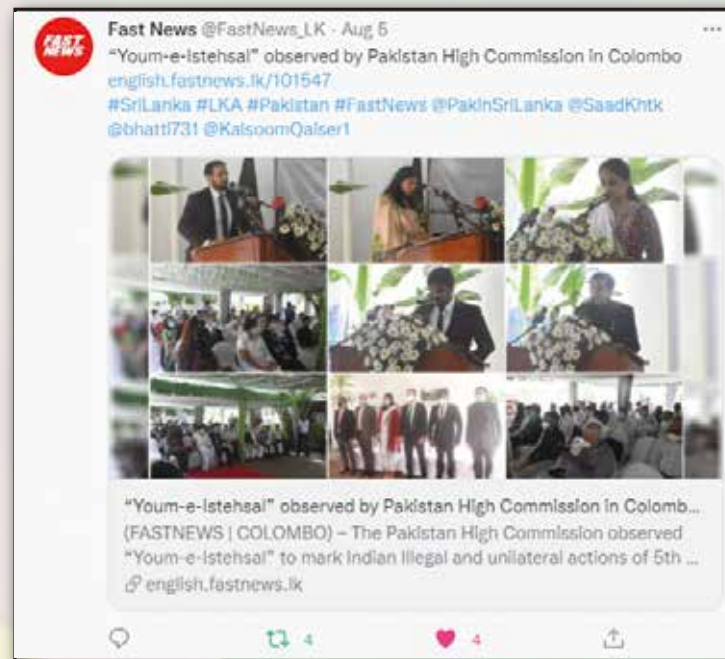 FAST
NEWS
Fast News @FastNews_LK · Aug 5
"Youm-e-Istehsal" observed by Pakistan High Commission in Colombo
english.fastnews.lk/101547
#SriLanka #LKA #Pakistan #FastNews @PakinSriLanka @SaadKhtk
@bhatti731 @KalsoomQaiser1
"Youm-e-Istehsal" observed by Pakistan High Commission in Colomb...
(FASTNEWS | COLOMBO) – The Pakistan High Commission observed
"Youm-e-Istehsal" to mark Indian Illegal and unilateral actions of 5th ...
english.fastnews.lk
4
4